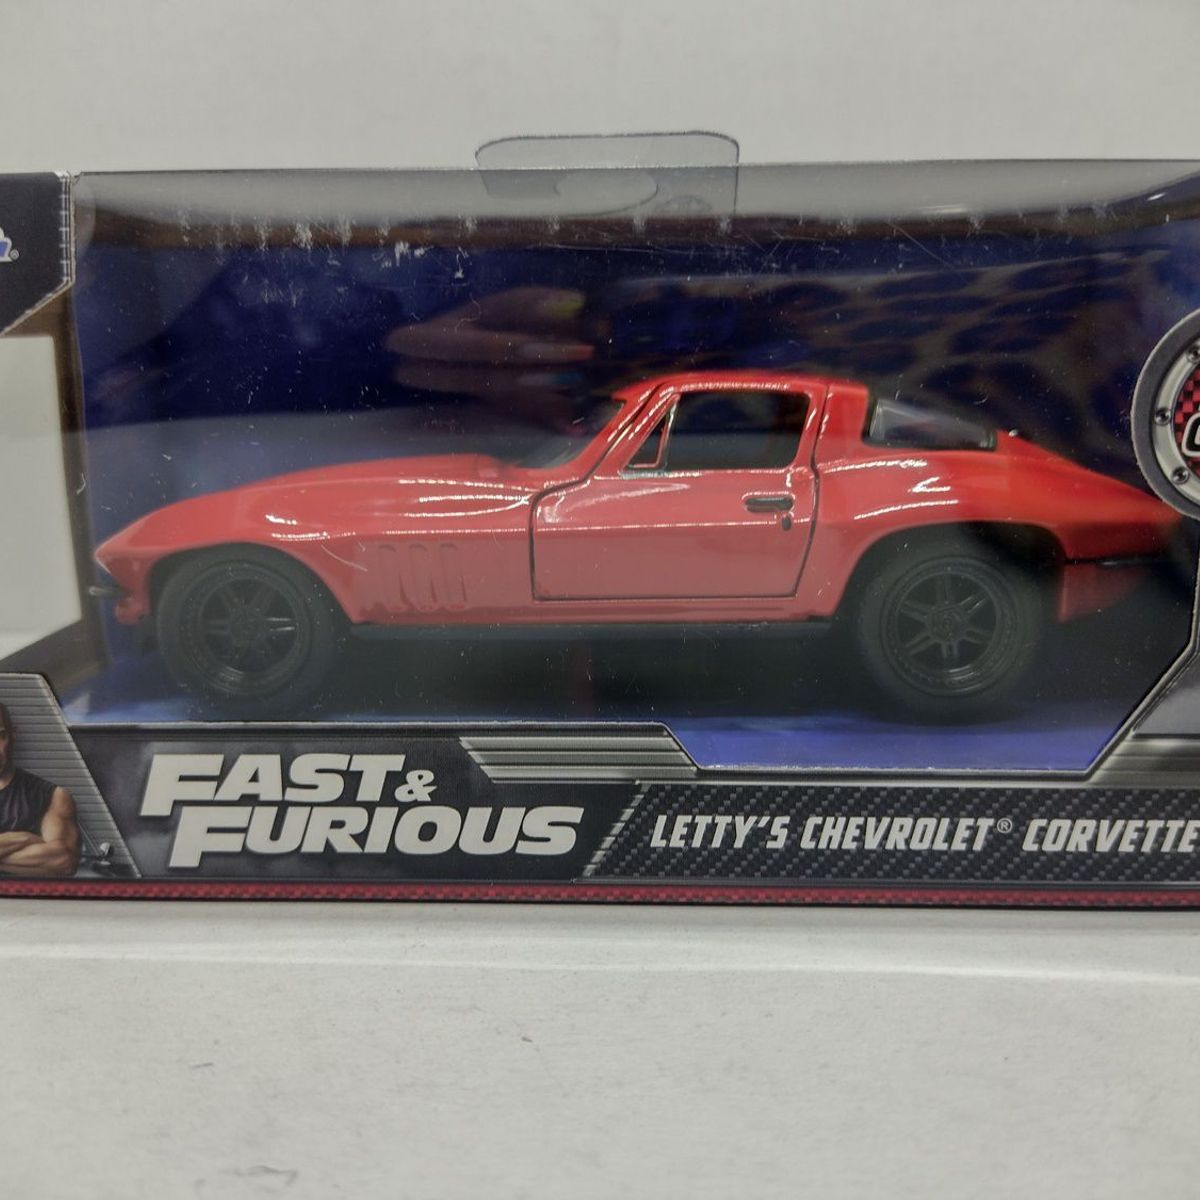 FAST &
FURIOUS
LETTY'S CHEVROLET® CORVETTE